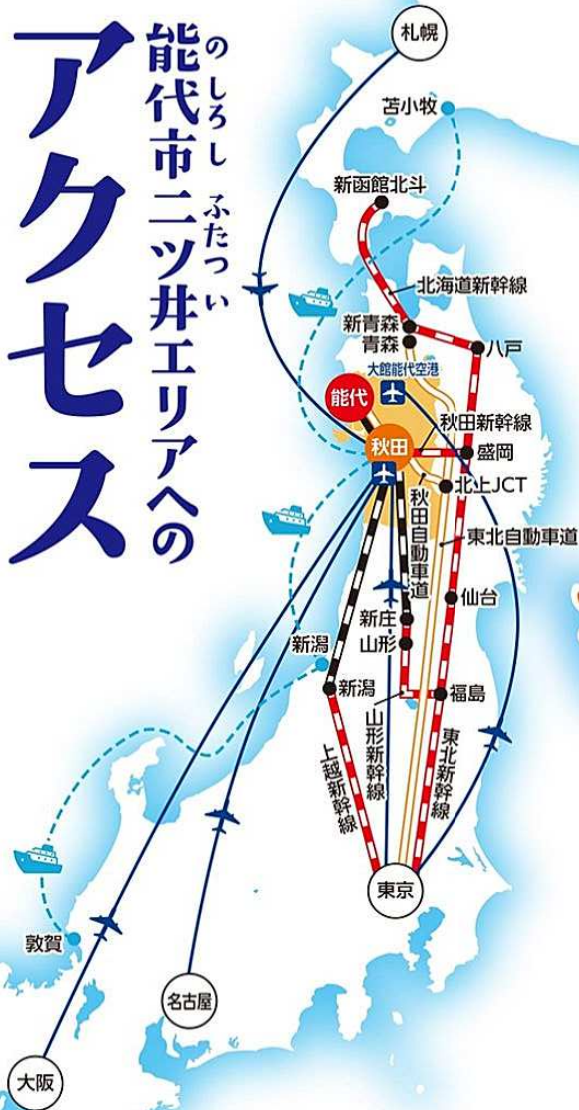 能代市二ツ井エリアへの
のしろし ふたつい
アクセス
札幌
苫小牧
新函館北斗
北海道新幹線
新青森
青森
八戸
大館能代空港
能代
秋田新幹線
秋田
盛岡
北上JCT
秋田自動車道
東北自動車道
仙台
新庄
山形
新潟
新潟
福島
山形新幹線
上越新幹線
東北新幹線
東京
敦賀
名古屋
大阪